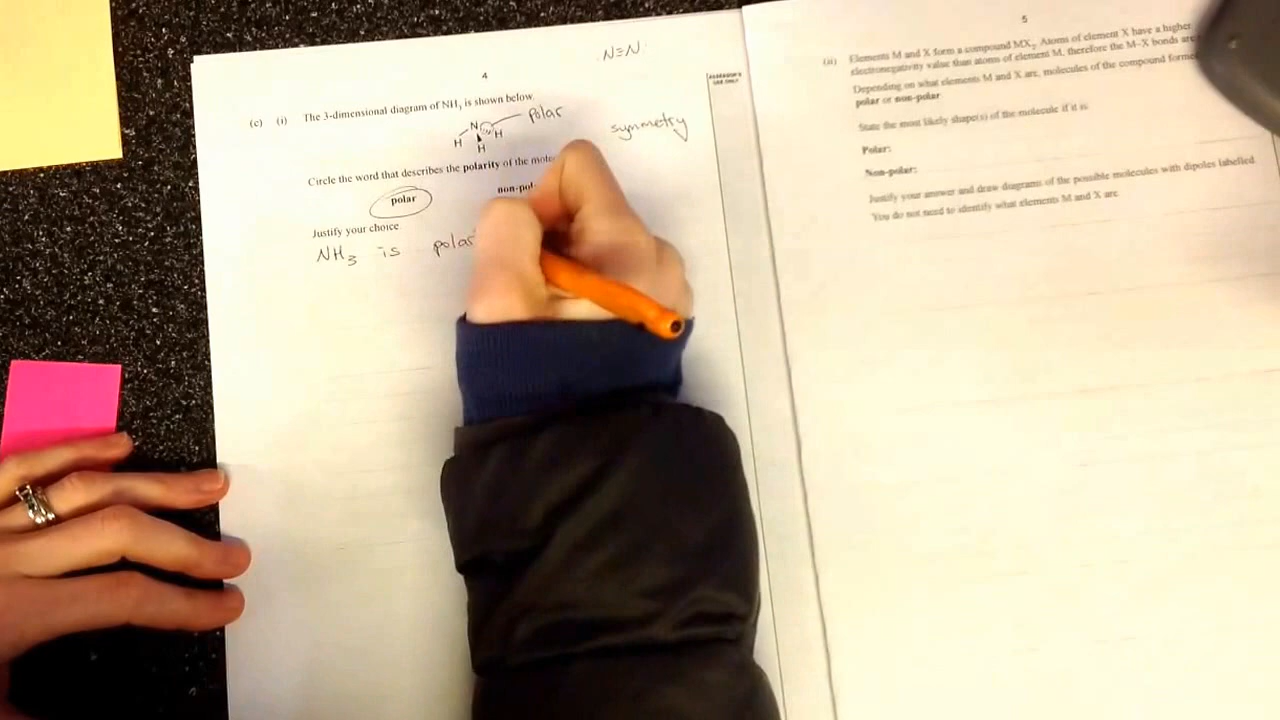 N≡N
4
ASSESSOR'S
USE ONLY
(c) (i) The 3-dimensional diagram of NH3 is shown below.
polar
N
H H
H
symmetry
Circle the word that describes the polarity of the
polar
Justify your choice.
NH3 is polar
5
(ii) Elements M and X form a compound MX2. Atoms of element X have a higher
electronegativity value than atoms of element M, therefore the M–X bonds are
Depending on what elements M and X are, molecules of the compound
polar or non-polar
State the most likely shape(s) of the molecule if it is
Polar:
Non-polar:
Justify your answer and draw diagrams of the possible molecules with dipoles labelled.
You do not need to identify what elements M and X are.